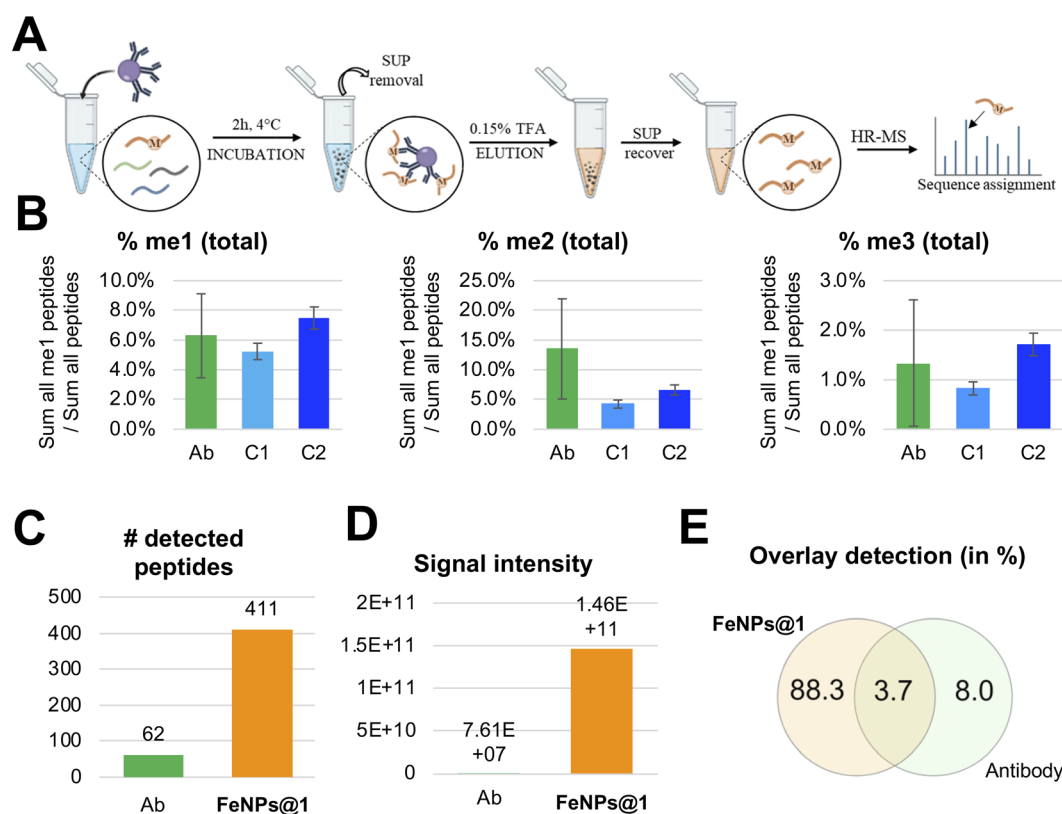 A
SUP
removal
2h, 4°C
INCUBATION
M
M
M
M
0.15% TFA
ELUTION
SUP
recover
M
M
M
HR-MS
M
Sequence assignment
B
% me1 (total)
Sum all me1 peptides
/ Sum all peptides
10.0%
8.0%
6.0%
4.0%
2.0%
0.0%
Ab C1 C2
% me2 (total)
Sum all me1 peptides
/ Sum all peptides
25.0%
20.0%
15.0%
10.0%
5.0%
0.0%
Ab C1 C2
% me3 (total)
Sum all me1 peptides
/ Sum all peptides
3.0%
2.0%
1.0%
0.0%
Ab C1 C2
C
# detected
peptides
500
400
300
200
100
0
62
411
Ab FeNPs@1
D
Signal intensity
2E+11
1.5E+11
1E+11
5E+10
0
7.61E
+07
1.46E
+11
Ab FeNPs@1
E
Overlay detection (in %)
FeNPs@1
88.3 3.7 8.0
Antibody